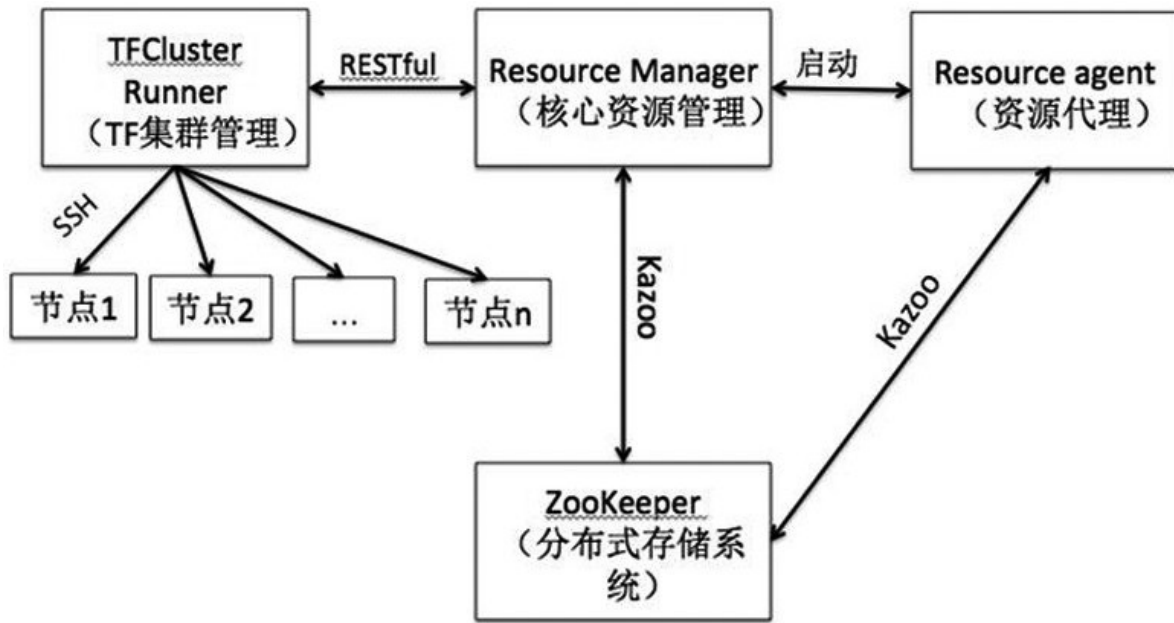 TFCluster
Runner
（TF集群管理）
RESTful
Resource Manager
（核心资源管理）
启动
Resource agent
（资源代理）
SSH
节点1
节点2
...
节点n
Kazoo
Kazoo
ZooKeeper
（分布式存储系
统）